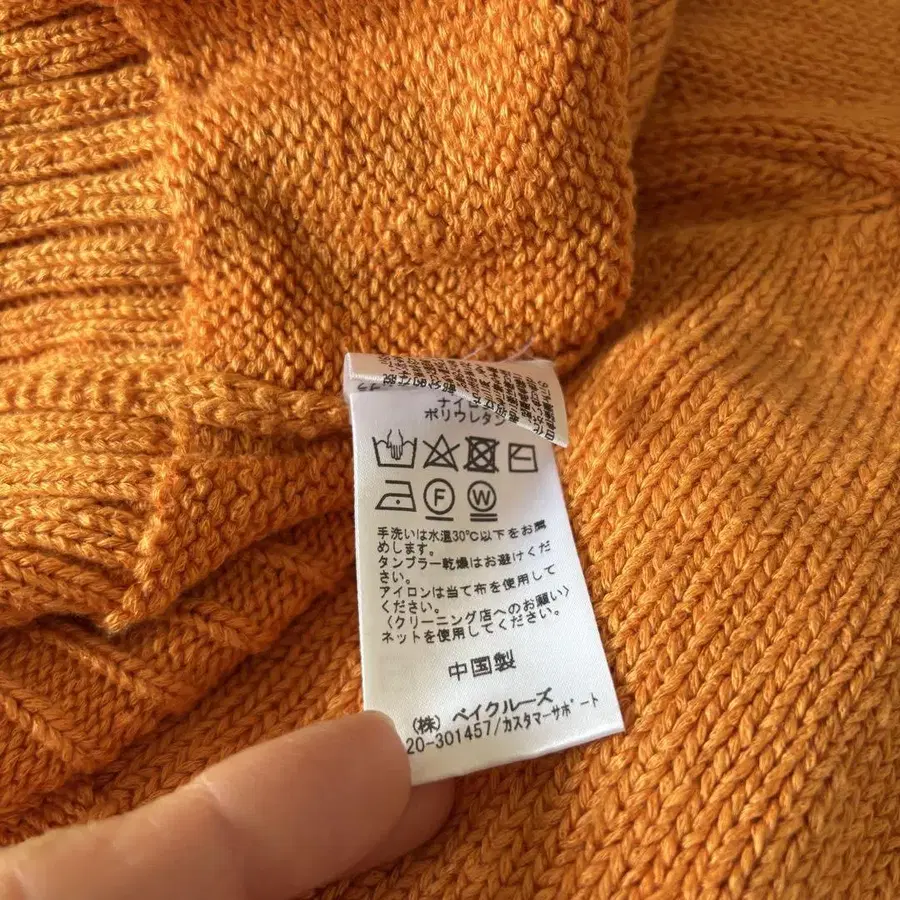 ナイ
ポリウレタン
F W
手洗いは水温30℃以下をお薦
めします。
タンブラー乾燥はお避けくだ
さい。
アイロンは当て布を使用して
ください。
〈クリーニング店へのお願い〉
ネットを使用してください。
中国製
(株) ベイクルーズ
20-301457/カスタマーサポート